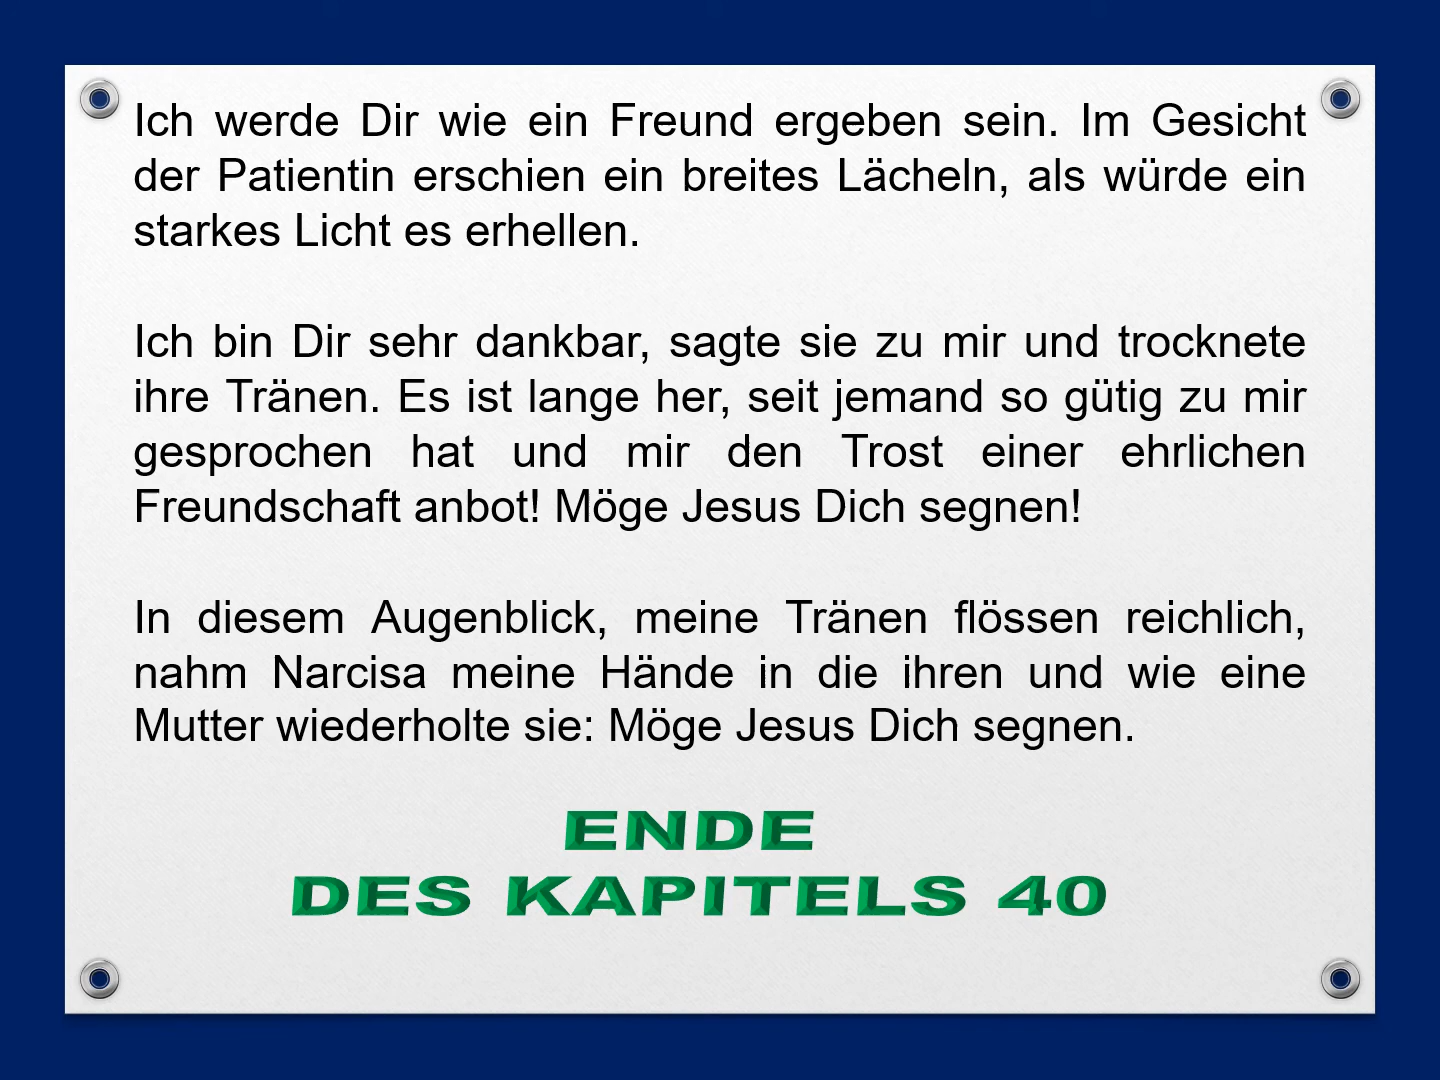 Ich werde Dir wie ein Freund ergeben sein. Im Gesicht
der Patientin erschien ein breites Lächeln, als würde ein
starkes Licht es erhellen.
Ich bin Dir sehr dankbar, sagte sie zu mir und trocknete
ihre Tränen. Es ist lange her, seit jemand so gütig zu mir
gesprochen hat und mir den Trost einer ehrlichen
Freundschaft anbot! Möge Jesus Dich segnen!
In diesem Augenblick, meine Tränen flössen reichlich,
nahm Narcisa meine Hände in die ihren und wie eine
Mutter wiederholte sie: Möge Jesus Dich segnen.
ENDE
DES KAPITELS 40